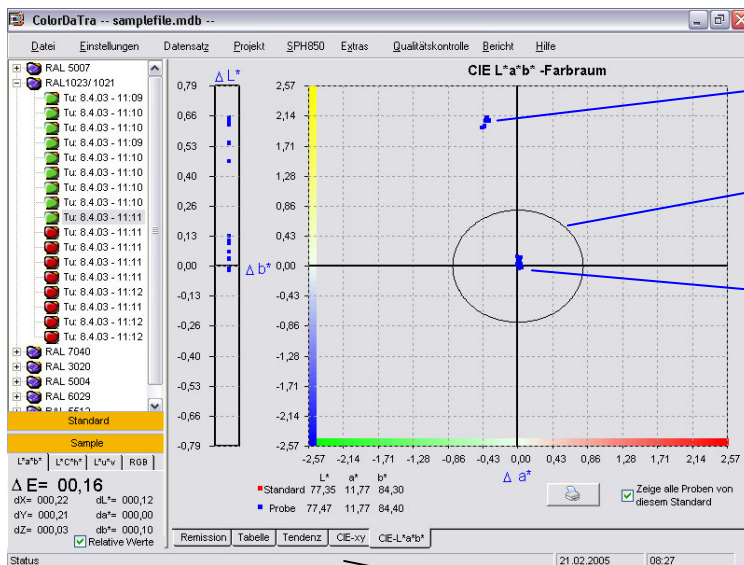 ColorDaTra -- samplefile.mdb --
Datei Einstellungen Datensatz Projekt SPH850 Extras Qualitätskontrolle Bericht Hilfe
RAL 5007
RAL1023/1021
Tu: 8.4.03 - 11:09
Tu: 8.4.03 - 11:10
Tu: 8.4.03 - 11:10
Tu: 8.4.03 - 11:09
Tu: 8.4.03 - 11:10
Tu: 8.4.03 - 11:10
Tu: 8.4.03 - 11:10
Tu: 8.4.03 - 11:10
Tu: 8.4.03 - 11:11
Tu: 8.4.03 - 11:11
Tu: 8.4.03 - 11:11
Tu: 8.4.03 - 11:11
Tu: 8.4.03 - 11:11
Tu: 8.4.03 - 11:12
Tu: 8.4.03 - 11:11
Tu: 8.4.03 - 11:12
Tu: 8.4.03 - 11:12
RAL 7040
RAL 3020
RAL 5004
RAL 6029
Standard
Sample
L*a*b* L*C*h* L*u*v RGB
Δ E= 00,16
dX= 000,22 dL*= 000,12
dY= 000,21 da*= 000,00
dZ= 000,03 db*= 000,10
Relative Werte
Δ L*
0,79
0,66
0,53
0,40
0,26
0,13
0,00
-0,13
-0,26
-0,40
-0,53
-0,66
-0,79
CIE L*a*b* -Farbraum
2,57
2,14
1,71
1,28
0,86
0,43
Δ b* 0,00
-0,43
-0,86
-1,28
-1,71
-2,14
-2,57
-2,57 -2,14 -1,71 -1,28 -0,86 -0,43 0,00 0,43 0,86 1,28 1,71 2,14 2,57
Δ a*
L* a* b*
Standard 77,35 11,77 84,30
Probe 77,47 11,77 84,40
Zeige alle Proben von
diesem Standard
Remission Tabelle Tendenz CIE-xy CIE-L*a*b*
Status 21.02.2005 08:27